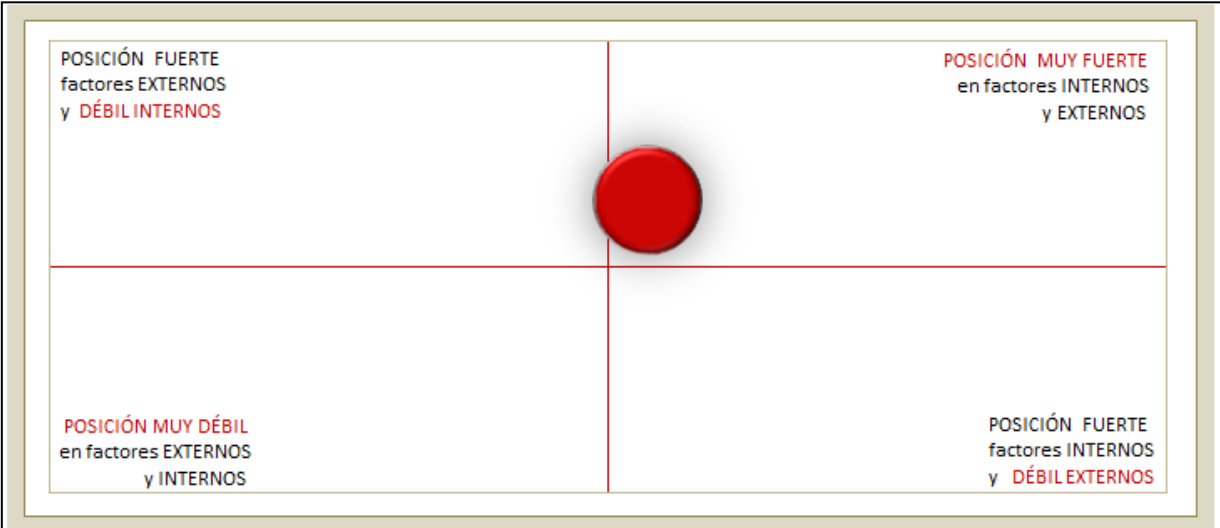 POSICIÓN FUERTE
factores EXTERNOS
y DÉBIL INTERNOS
POSICIÓN MUY FUERTE
en factores INTERNOS
y EXTERNOS
POSICIÓN MUY DÉBIL
en factores EXTERNOS
y INTERNOS
POSICIÓN FUERTE
factores INTERNOS
y DÉBIL EXTERNOS